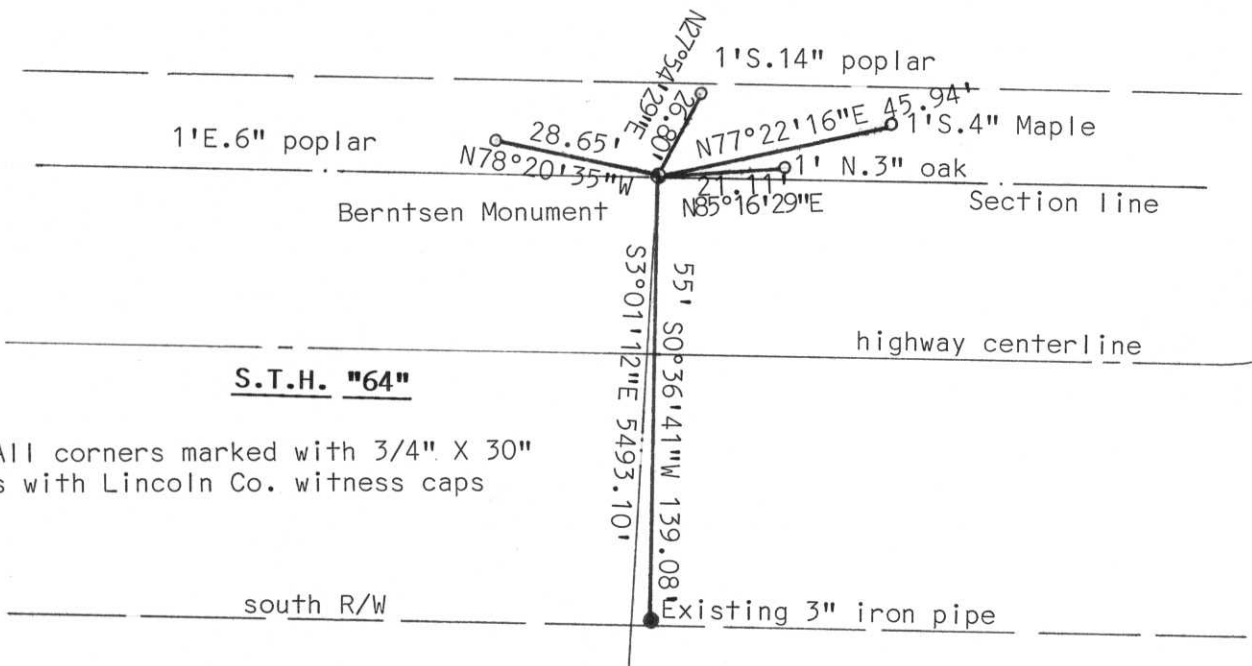 1'S.14" poplar
N27°54'29"E
26.80'
N77°22'16"E 45.94'
1'S.4" Maple
1'E.6" poplar
28.65'
N78°20'35"W
1' N.3" oak
21.11'
N85°16'29"E
Berntsen Monument
Section line
55'
S0°36'41"W 139.08'
S3°01'12"E 5493.10'
highway centerline
S.T.H. "64"
All corners marked with 3/4" X 30"
s with Lincoln Co. witness caps
south R/W
Existing 3" iron pipe